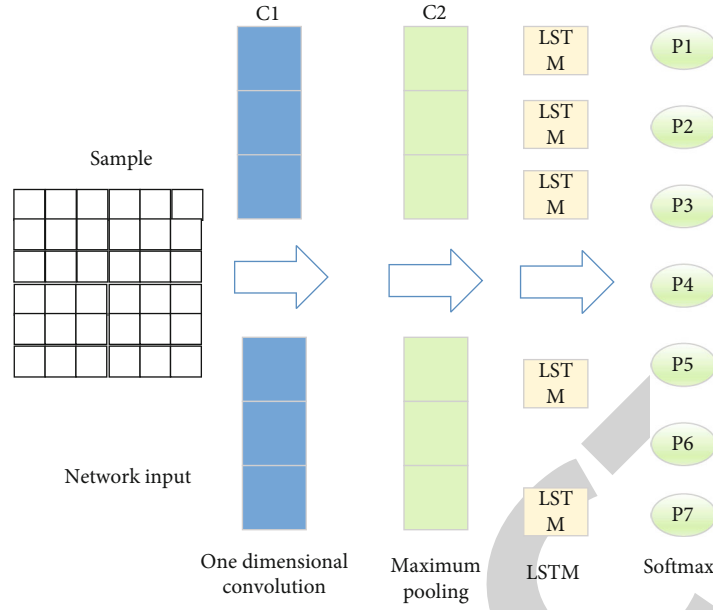 C1
C2
LST
M
P1
LST
M
P2
Sample
LST
M
P3
P4
LST
M
P5
P6
Network input
LST
M
P7
One dimensional
convolution
Maximum
pooling
LSTM
Softmax